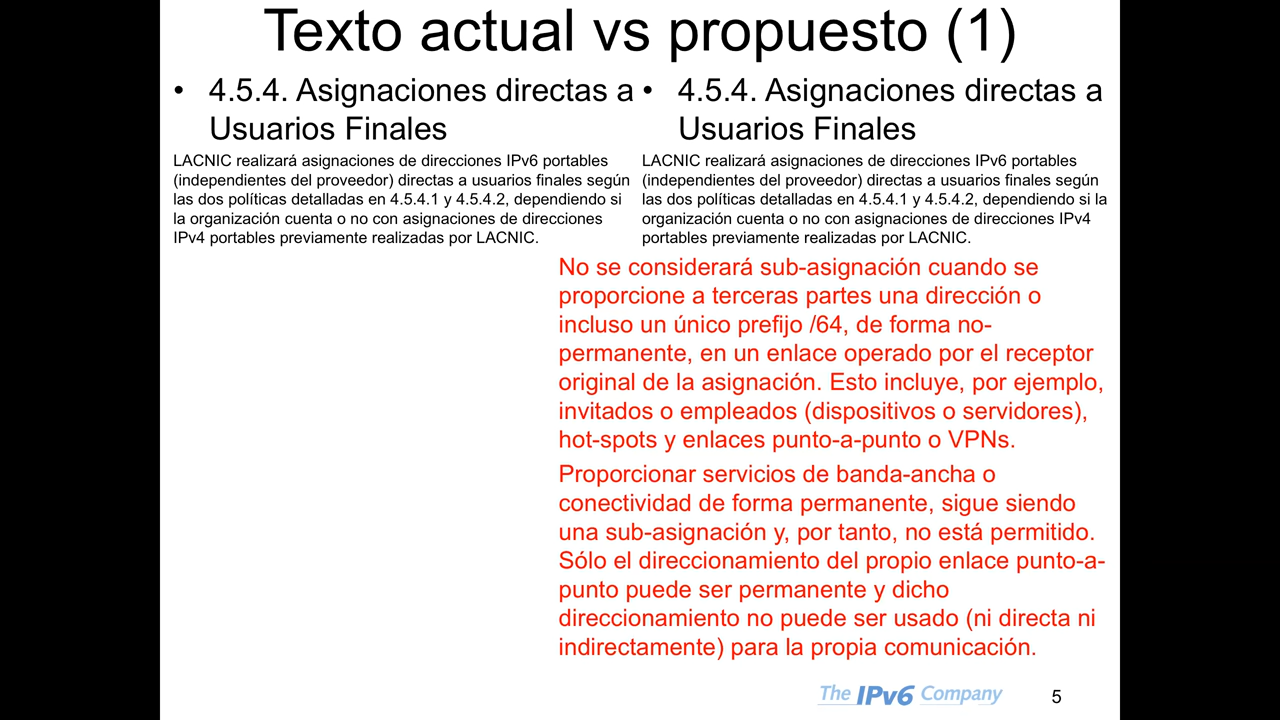 Texto actual vs propuesto (1)
• 4.5.4. Asignaciones directas a
Usuarios Finales
LACNIC realizará asignaciones de direcciones IPv6 portables
(independientes del proveedor) directas a usuarios finales según
las dos políticas detalladas en 4.5.4.1 y 4.5.4.2, dependiendo si
la organización cuenta o no con asignaciones de direcciones
IPv4 portables previamente realizadas por LACNIC.
• 4.5.4. Asignaciones directas a
Usuarios Finales
LACNIC realizará asignaciones de direcciones IPv6 portables
(independientes del proveedor) directas a usuarios finales según
las dos políticas detalladas en 4.5.4.1 y 4.5.4.2, dependiendo si la
organización cuenta o no con asignaciones de direcciones IPv4
portables previamente realizadas por LACNIC.
No se considerará sub-asignación cuando se
proporcione a terceras partes una dirección o
incluso un único prefijo /64, de forma no-
permanente, en un enlace operado por el receptor
original de la asignación. Esto incluye, por ejemplo,
invitados o empleados (dispositivos o servidores),
hot-spots y enlaces punto-a-punto o VPNs.
Proporcionar servicios de banda-ancha o
conectividad de forma permanente, sigue siendo
una sub-asignación y, por tanto, no está permitido.
Sólo el direccionamiento del propio enlace punto-a-
punto puede ser permanente y dicho
direccionamiento no puede ser usado (ni directa ni
indirectamente) para la propia comunicación.
The IPv6 Company
5